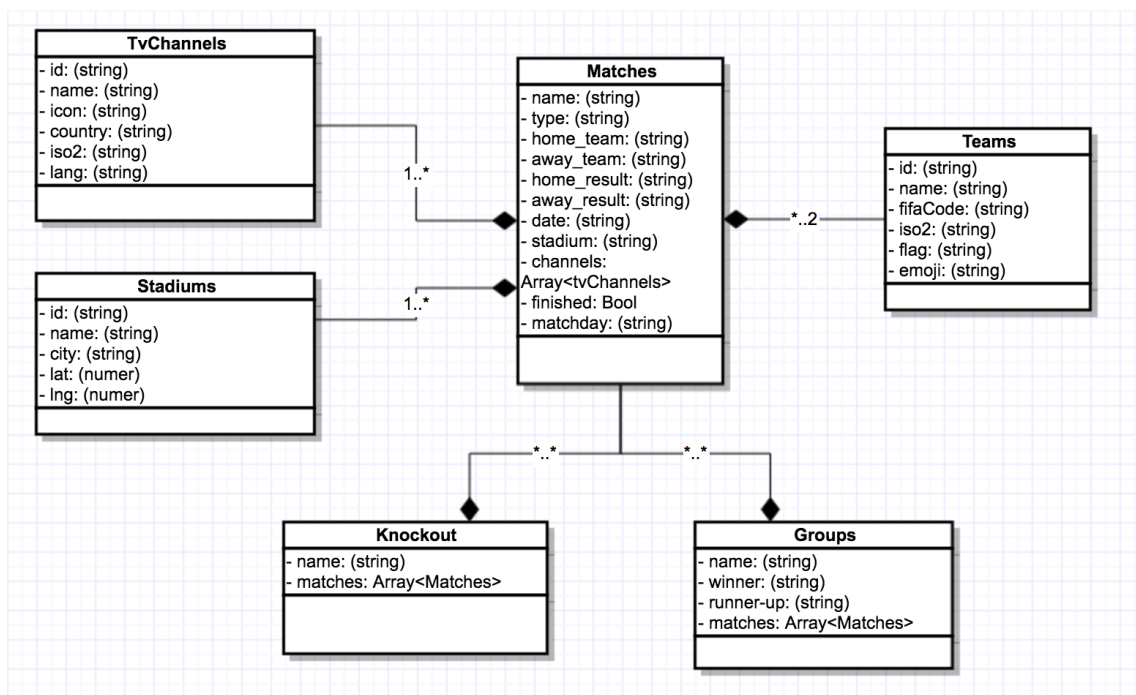 TvChannels
- id: (string)
- name: (string)
- icon: (string)
- country: (string)
- iso2: (string)
- lang: (string)
1..*
Stadiums
- id: (string)
- name: (string)
- city: (string)
- lat: (numer)
- lng: (numer)
1..*
Matches
- name: (string)
- type: (string)
- home_team: (string)
- away_team: (string)
- home_result: (string)
- away_result: (string)
- date: (string)
- stadium: (string)
- channels:
Array<tvChannels>
- finished: Bool
- matchday: (string)
*..2
Teams
- id: (string)
- name: (string)
- fifaCode: (string)
- iso2: (string)
- flag: (string)
- emoji: (string)
*..*
*..*
Knockout
- name: (string)
- matches: Array<Matches>
Groups
- name: (string)
- winner: (string)
- runner-up: (string)
- matches: Array<Matches>